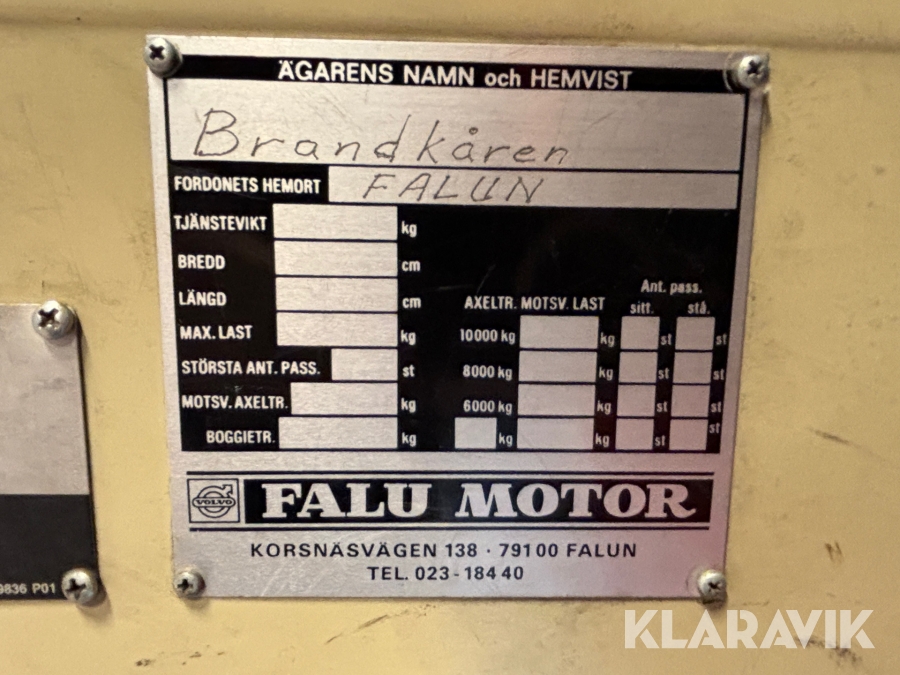 ÄGARENS NAMN och HEMVIST
Brandkåren
FORDONETS HEMORT FALUN
TJÄNSTEVIKT kg
BREDD cm
LÄNGD cm
MAX. LAST kg
STÖRSTA ANT. PASS. st
MOTSV. AXELTR. kg
BOGGIETR. kg
Ant. pass.
AXELTR. MOTSV. LAST sitt. stå.
10000 kg kg st st
8000 kg kg st st
6000 kg kg st st
kg kg st st
VOLVO FALU MOTOR
KORSNÄSVÄGEN 138 · 791 00 FALUN
TEL. 023-184 40
9836 P01
KLARAVIK